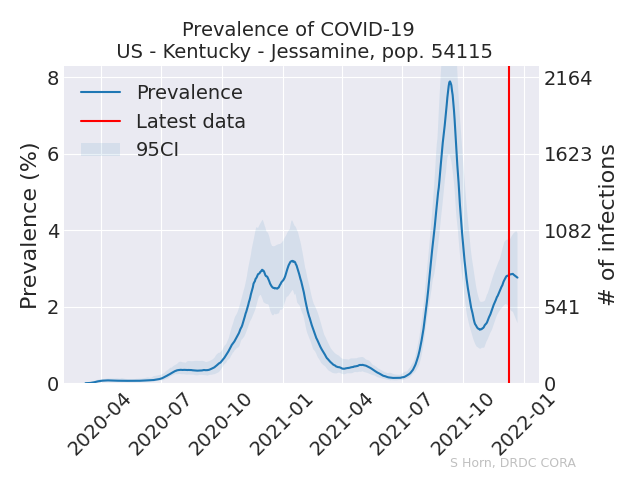 Prevalence of COVID-19
US - Kentucky - Jessamine, pop. 54115
Prevalence
Latest data
95CI
Prevalence (%)
8
6
4
2
0
2164
1623
1082
541
0
# of infections
2020-04
2020-07
2020-10
2021-01
2021-04
2021-07
2021-10
2022-01
S Horn, DRDC CORA